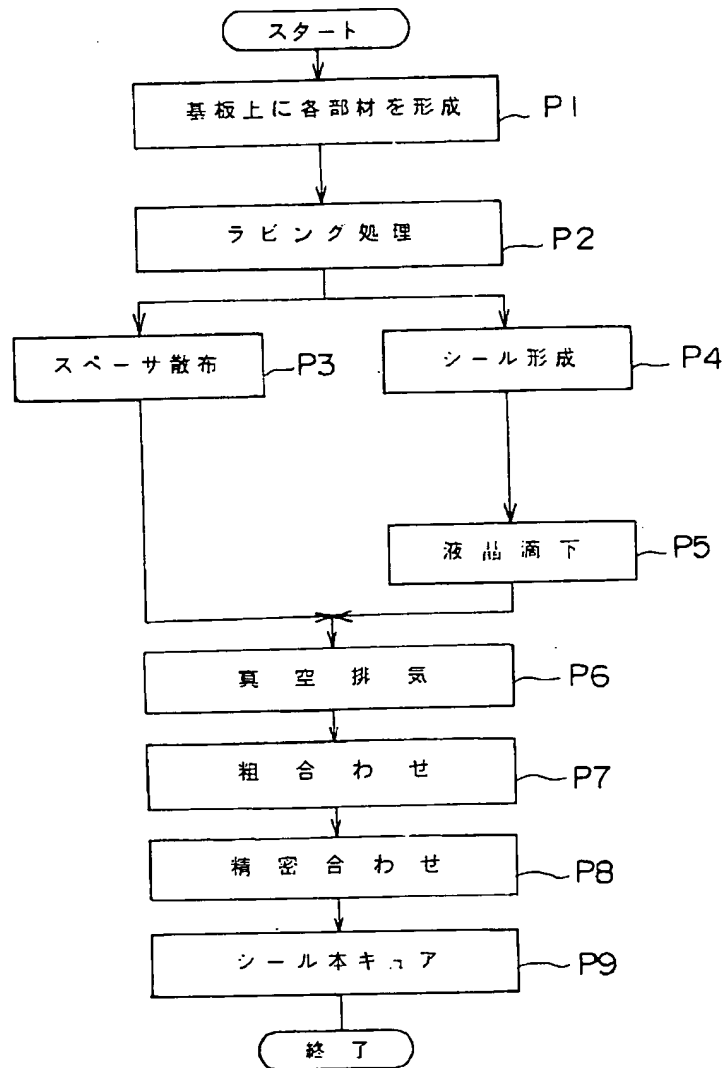 スタート
基板上に各部材を形成
P1
ラビング処理
P2
スペーサ散布
P3
シール形成
P4
液晶滴下
P5
真空排気
P6
粗合わせ
P7
精密合わせ
P8
シール本キュア
P9
終了